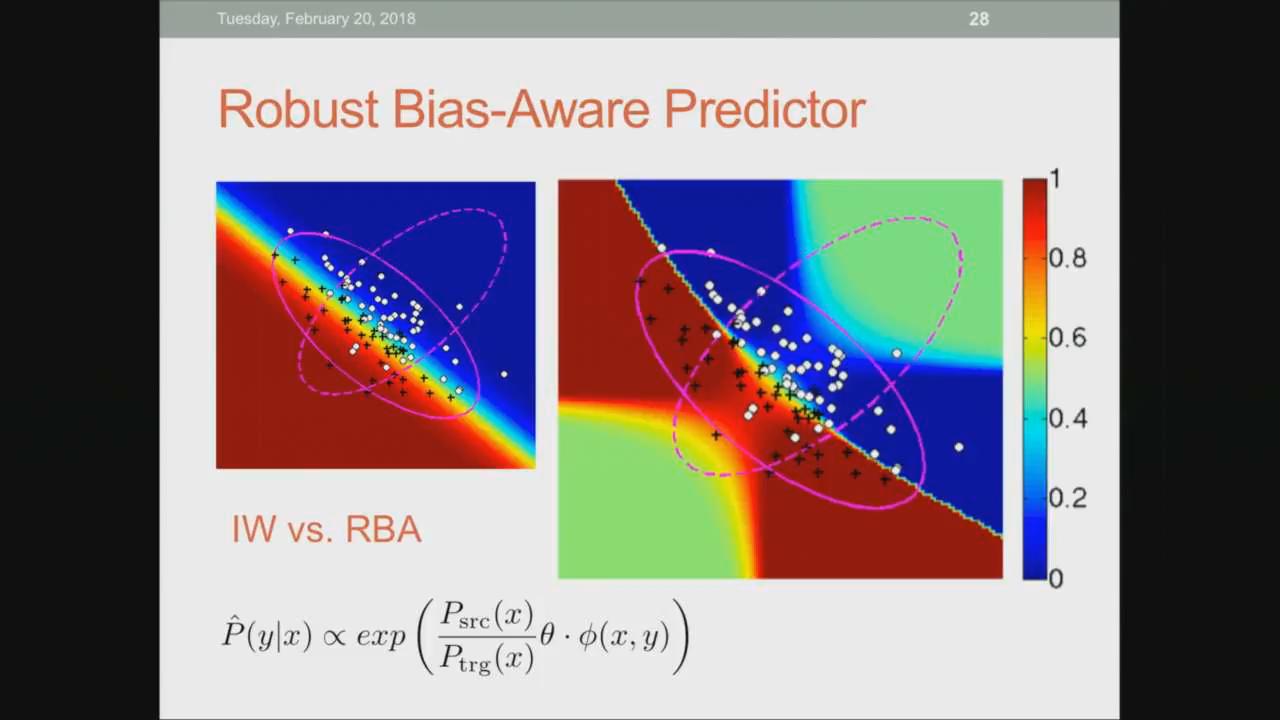 Tuesday, February 20, 2018
28
Robust Bias-Aware Predictor
1
0.8
0.6
0.4
0.2
0
IW vs. RBA
P̂(y|x) ∝ exp ( P_src(x) / P_trg(x) θ · φ(x, y) )